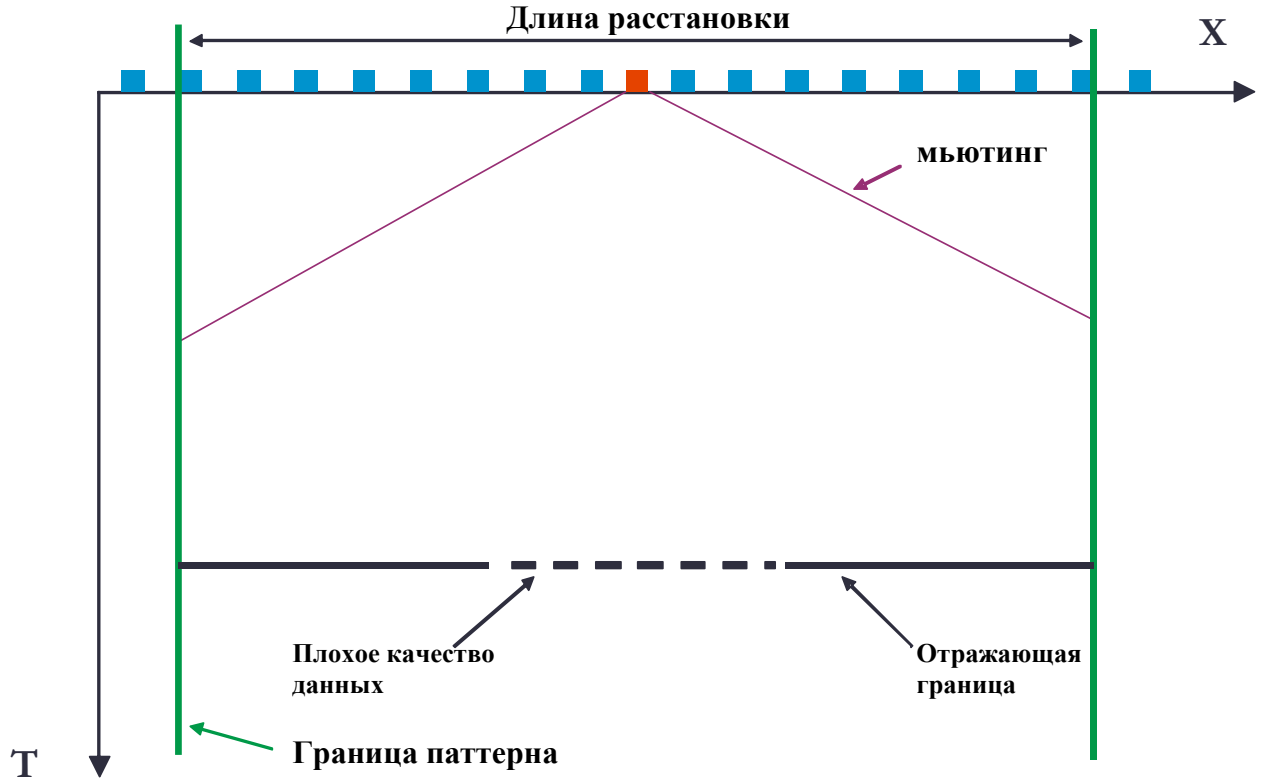 Длина расстановки
X
мьютинг
Плохое качество
данных
Отражающая
граница
Граница паттерна
T